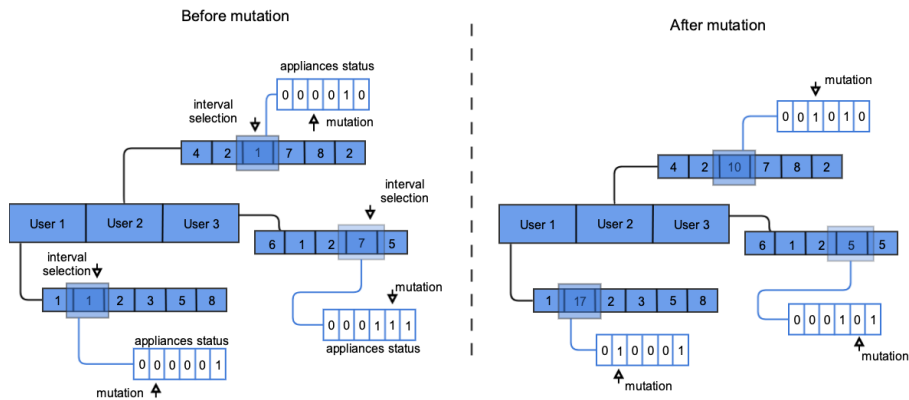 Before mutation
appliances status
0 0 0 0 1 0
interval
selection
mutation
4 2 1 7 8 2
User 1 User 2 User 3
interval
selection
6 1 2 7 5
interval
selection
mutation
1 1 2 3 5 8
0 0 0 1 1 1
appliances status
appliances status
0 0 0 0 0 1
mutation
After mutation
mutation
0 0 1 0 1 0
4 2 10 7 8 2
User 1 User 2 User 3
6 1 2 5 5
1 17 2 3 5 8
0 0 0 1 0 1
mutation
0 1 0 0 0 1
mutation